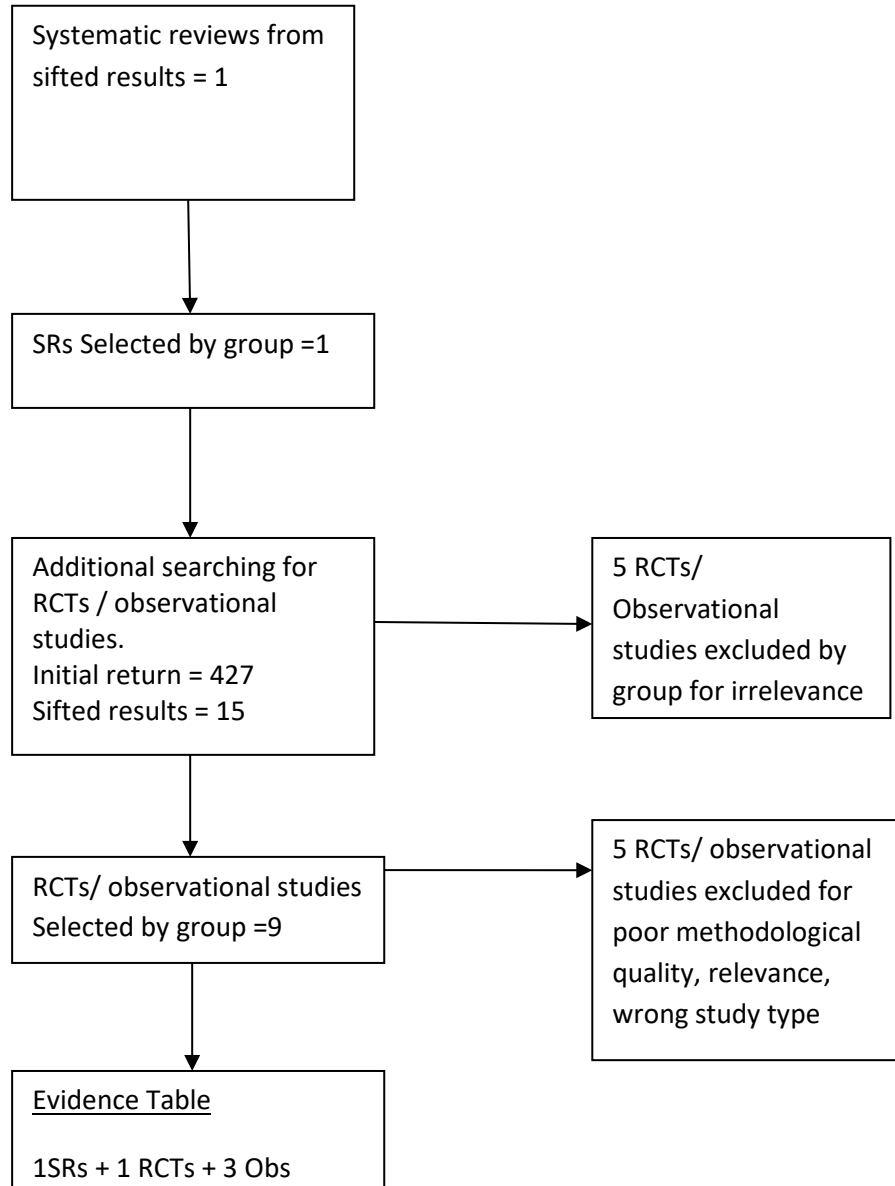 Systematic reviews from
sifted results = 1
SRs Selected by group =1
Additional searching for
RCTs / observational
studies.
Initial return = 427
Sifted results = 15
5 RCTs/
Observational
studies excluded by
group for irrelevance
RCTs/ observational studies
Selected by group =9
5 RCTs/ observational
studies excluded for
poor methodological
quality, relevance,
wrong study type
Evidence Table
1SRs + 1 RCTs + 3 Obs